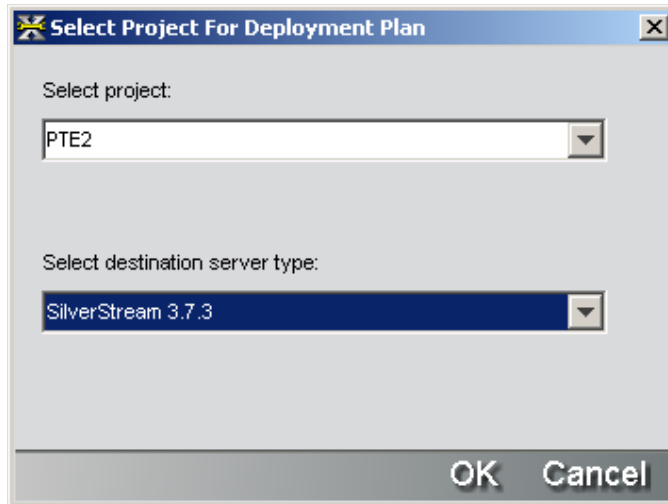 Select Project For Deployment Plan
Select project:
PTE2
Select destination server type:
SilverStream 3.7.3
OK Cancel